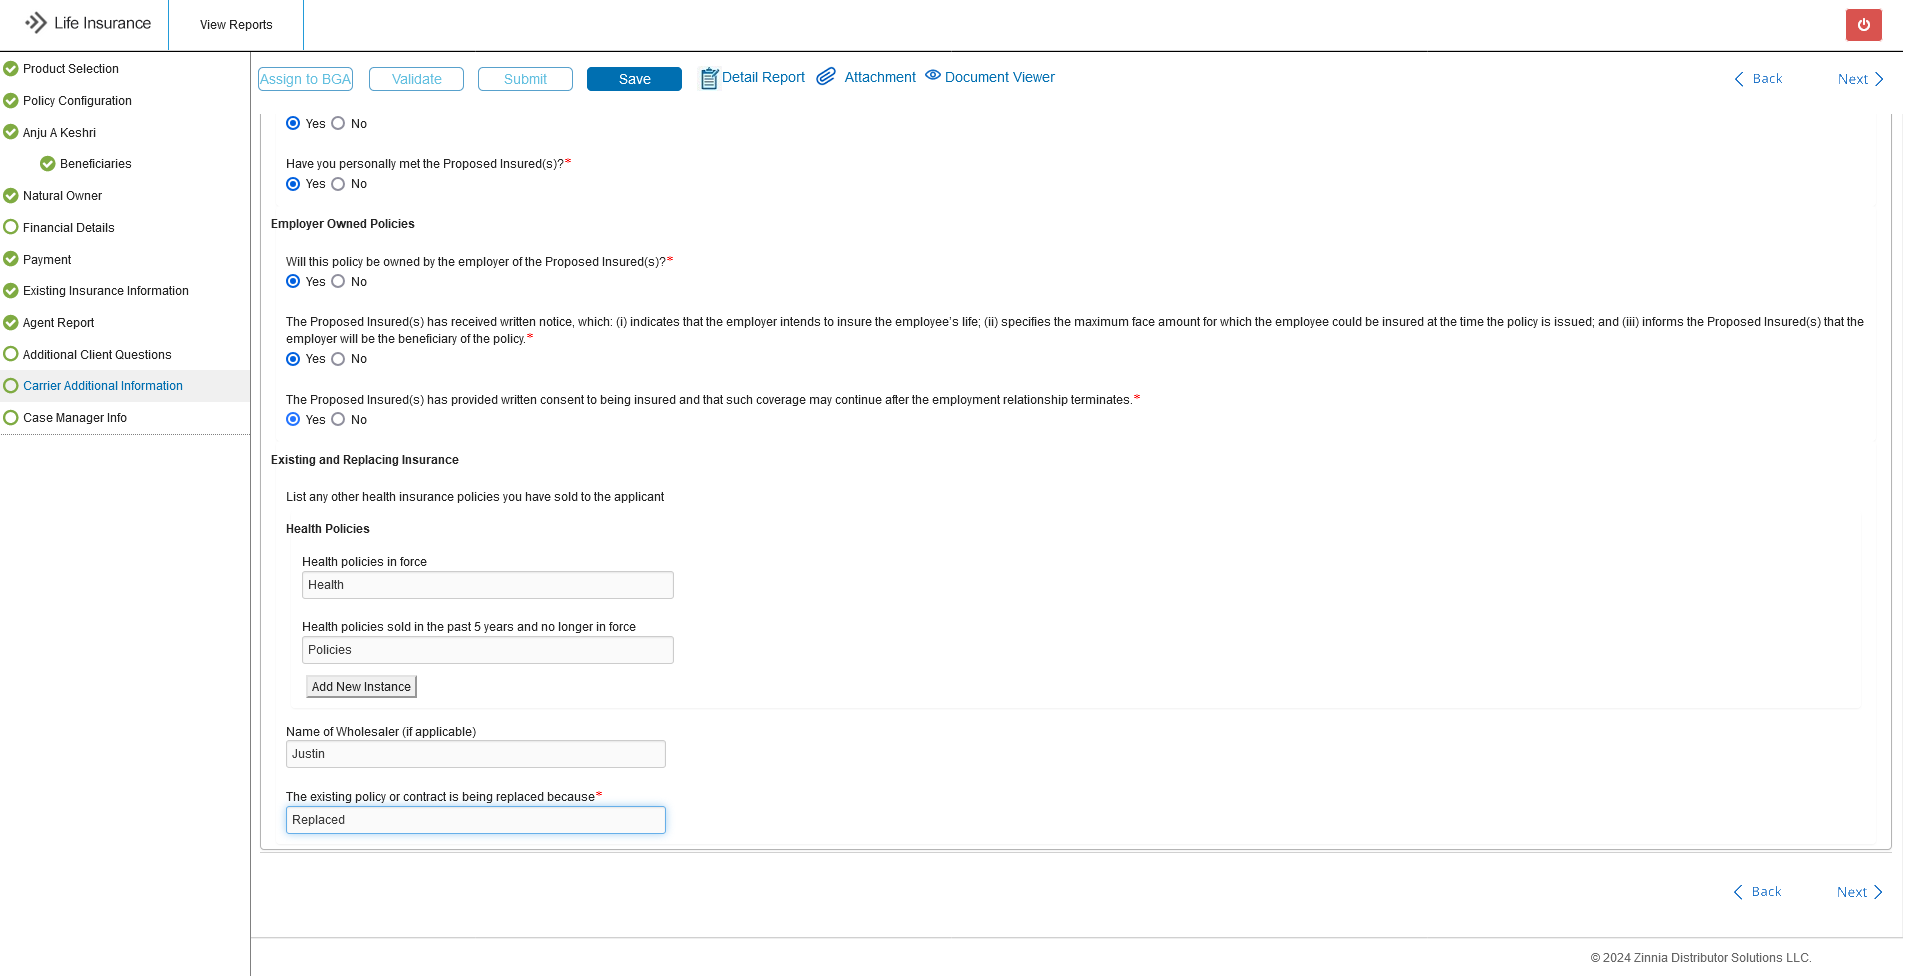 Life Insurance
View Reports
Product Selection
Policy Configuration
Anju A Keshri
Beneficiaries
Natural Owner
Financial Details
Payment
Existing Insurance Information
Agent Report
Additional Client Questions
Carrier Additional Information
Case Manager Info
Assign to BGA Validate Submit Save Detail Report Attachment Document Viewer Back Next
Yes No
Have you personally met the Proposed Insured(s)?*
Yes No
Employer Owned Policies
Will this policy be owned by the employer of the Proposed Insured(s)?*
Yes No
The Proposed Insured(s) has received written notice, which: (i) indicates that the employer intends to insure the employee's life; (ii) specifies the maximum face amount for which the employee could be insured at the time the policy is issued; and (iii) informs the Proposed Insured(s) that the
employer will be the beneficiary of the policy.*
Yes No
The Proposed Insured(s) has provided written consent to being insured and that such coverage may continue after the employment relationship terminates.*
Yes No
Existing and Replacing Insurance
List any other health insurance policies you have sold to the applicant
Health Policies
Health policies in force
Health
Health policies sold in the past 5 years and no longer in force
Policies
Add New Instance
Name of Wholesaler (if applicable)
Justin
The existing policy or contract is being replaced because*
Replaced
Back Next
© 2024 Zinnia Distributor Solutions LLC.